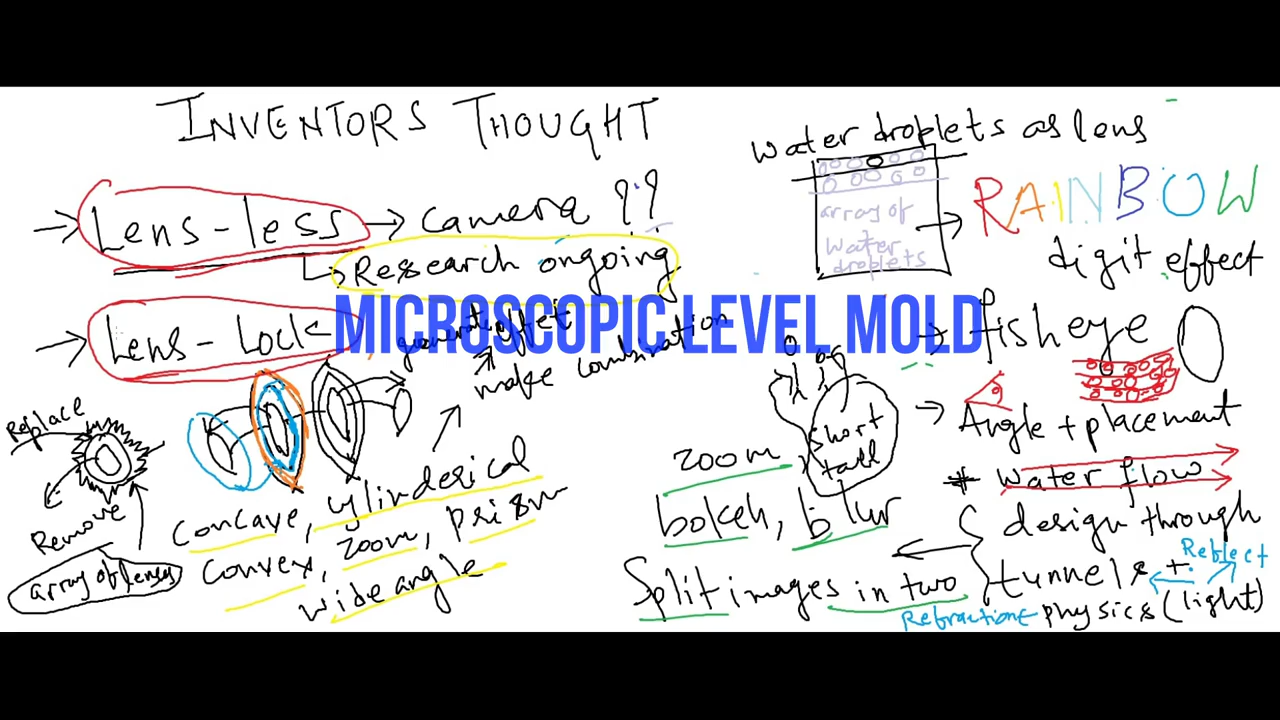 INVENTORS THOUGHT
Lens-less → camera ??
Research ongoing
Lens-Lock
generate effet
make combination
Replace
Remove
array of lenses
concave, cylinderical
convex, zoom, prism
wide angle
MICROSCOPIC LEVEL MOLD
water droplets as lens
array of
water
droplets
RAINBOW
digit effect
fisheye
Angle + placement
short
tall
zoom
bokeh, blur
Split images in two
* water flow
design through
tunnels +
physics (light)
Reflect
Refraction